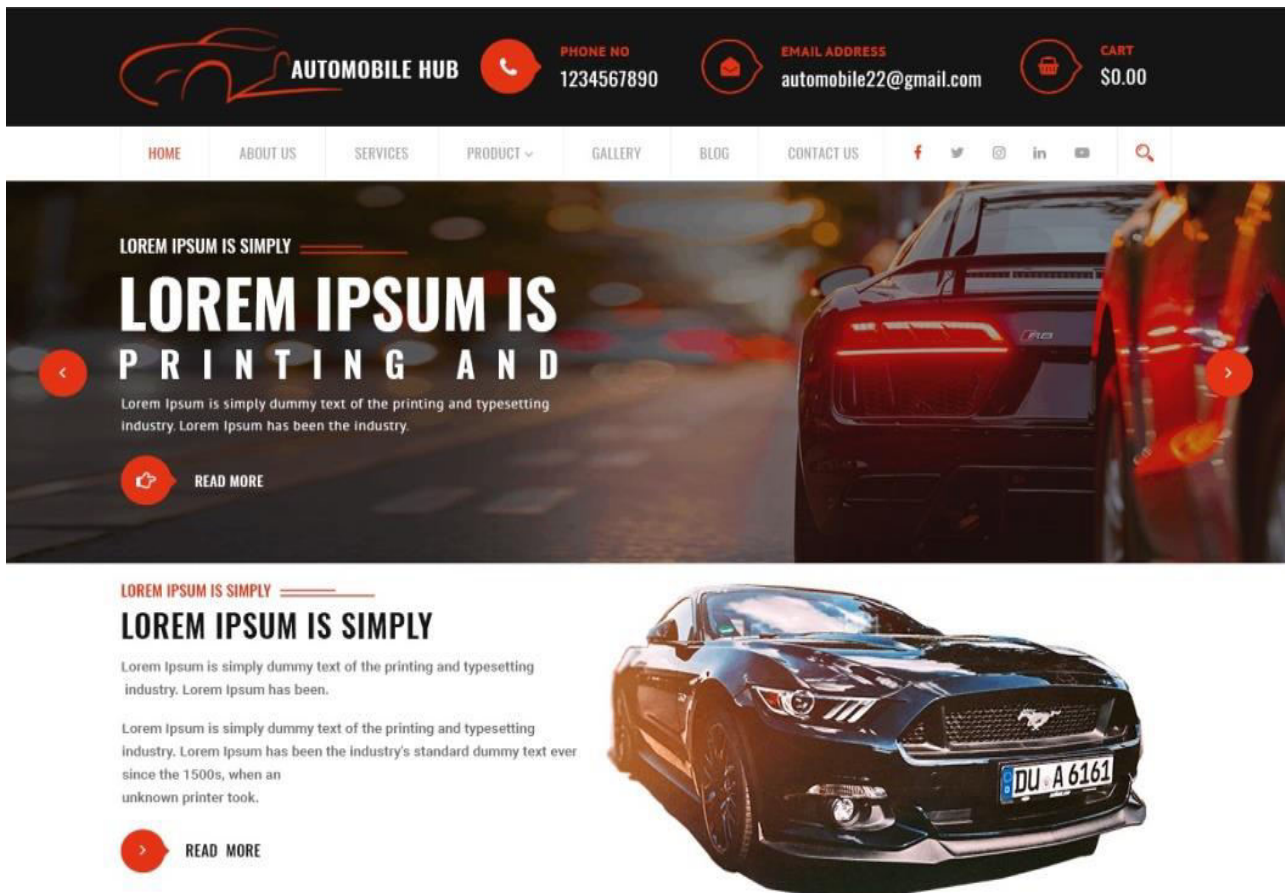 AUTOMOBILE HUB
PHONE NO
1234567890
EMAIL ADDRESS
automobile22@gmail.com
CART
$0.00
HOME ABOUT US SERVICES PRODUCT GALLERY BLOG CONTACT US
LOREM IPSUM IS SIMPLY
LOREM IPSUM IS
PRINTING AND
Lorem Ipsum is simply dummy text of the printing and typesetting
industry. Lorem Ipsum has been the industry.
READ MORE
R8
LOREM IPSUM IS SIMPLY
LOREM IPSUM IS SIMPLY
Lorem Ipsum is simply dummy text of the printing and typesetting
industry. Lorem Ipsum has been.
Lorem Ipsum is simply dummy text of the printing and typesetting
industry. Lorem Ipsum has been the industry's standard dummy text ever
since the 1500s, when an
unknown printer took.
READ MORE
DU A 6161